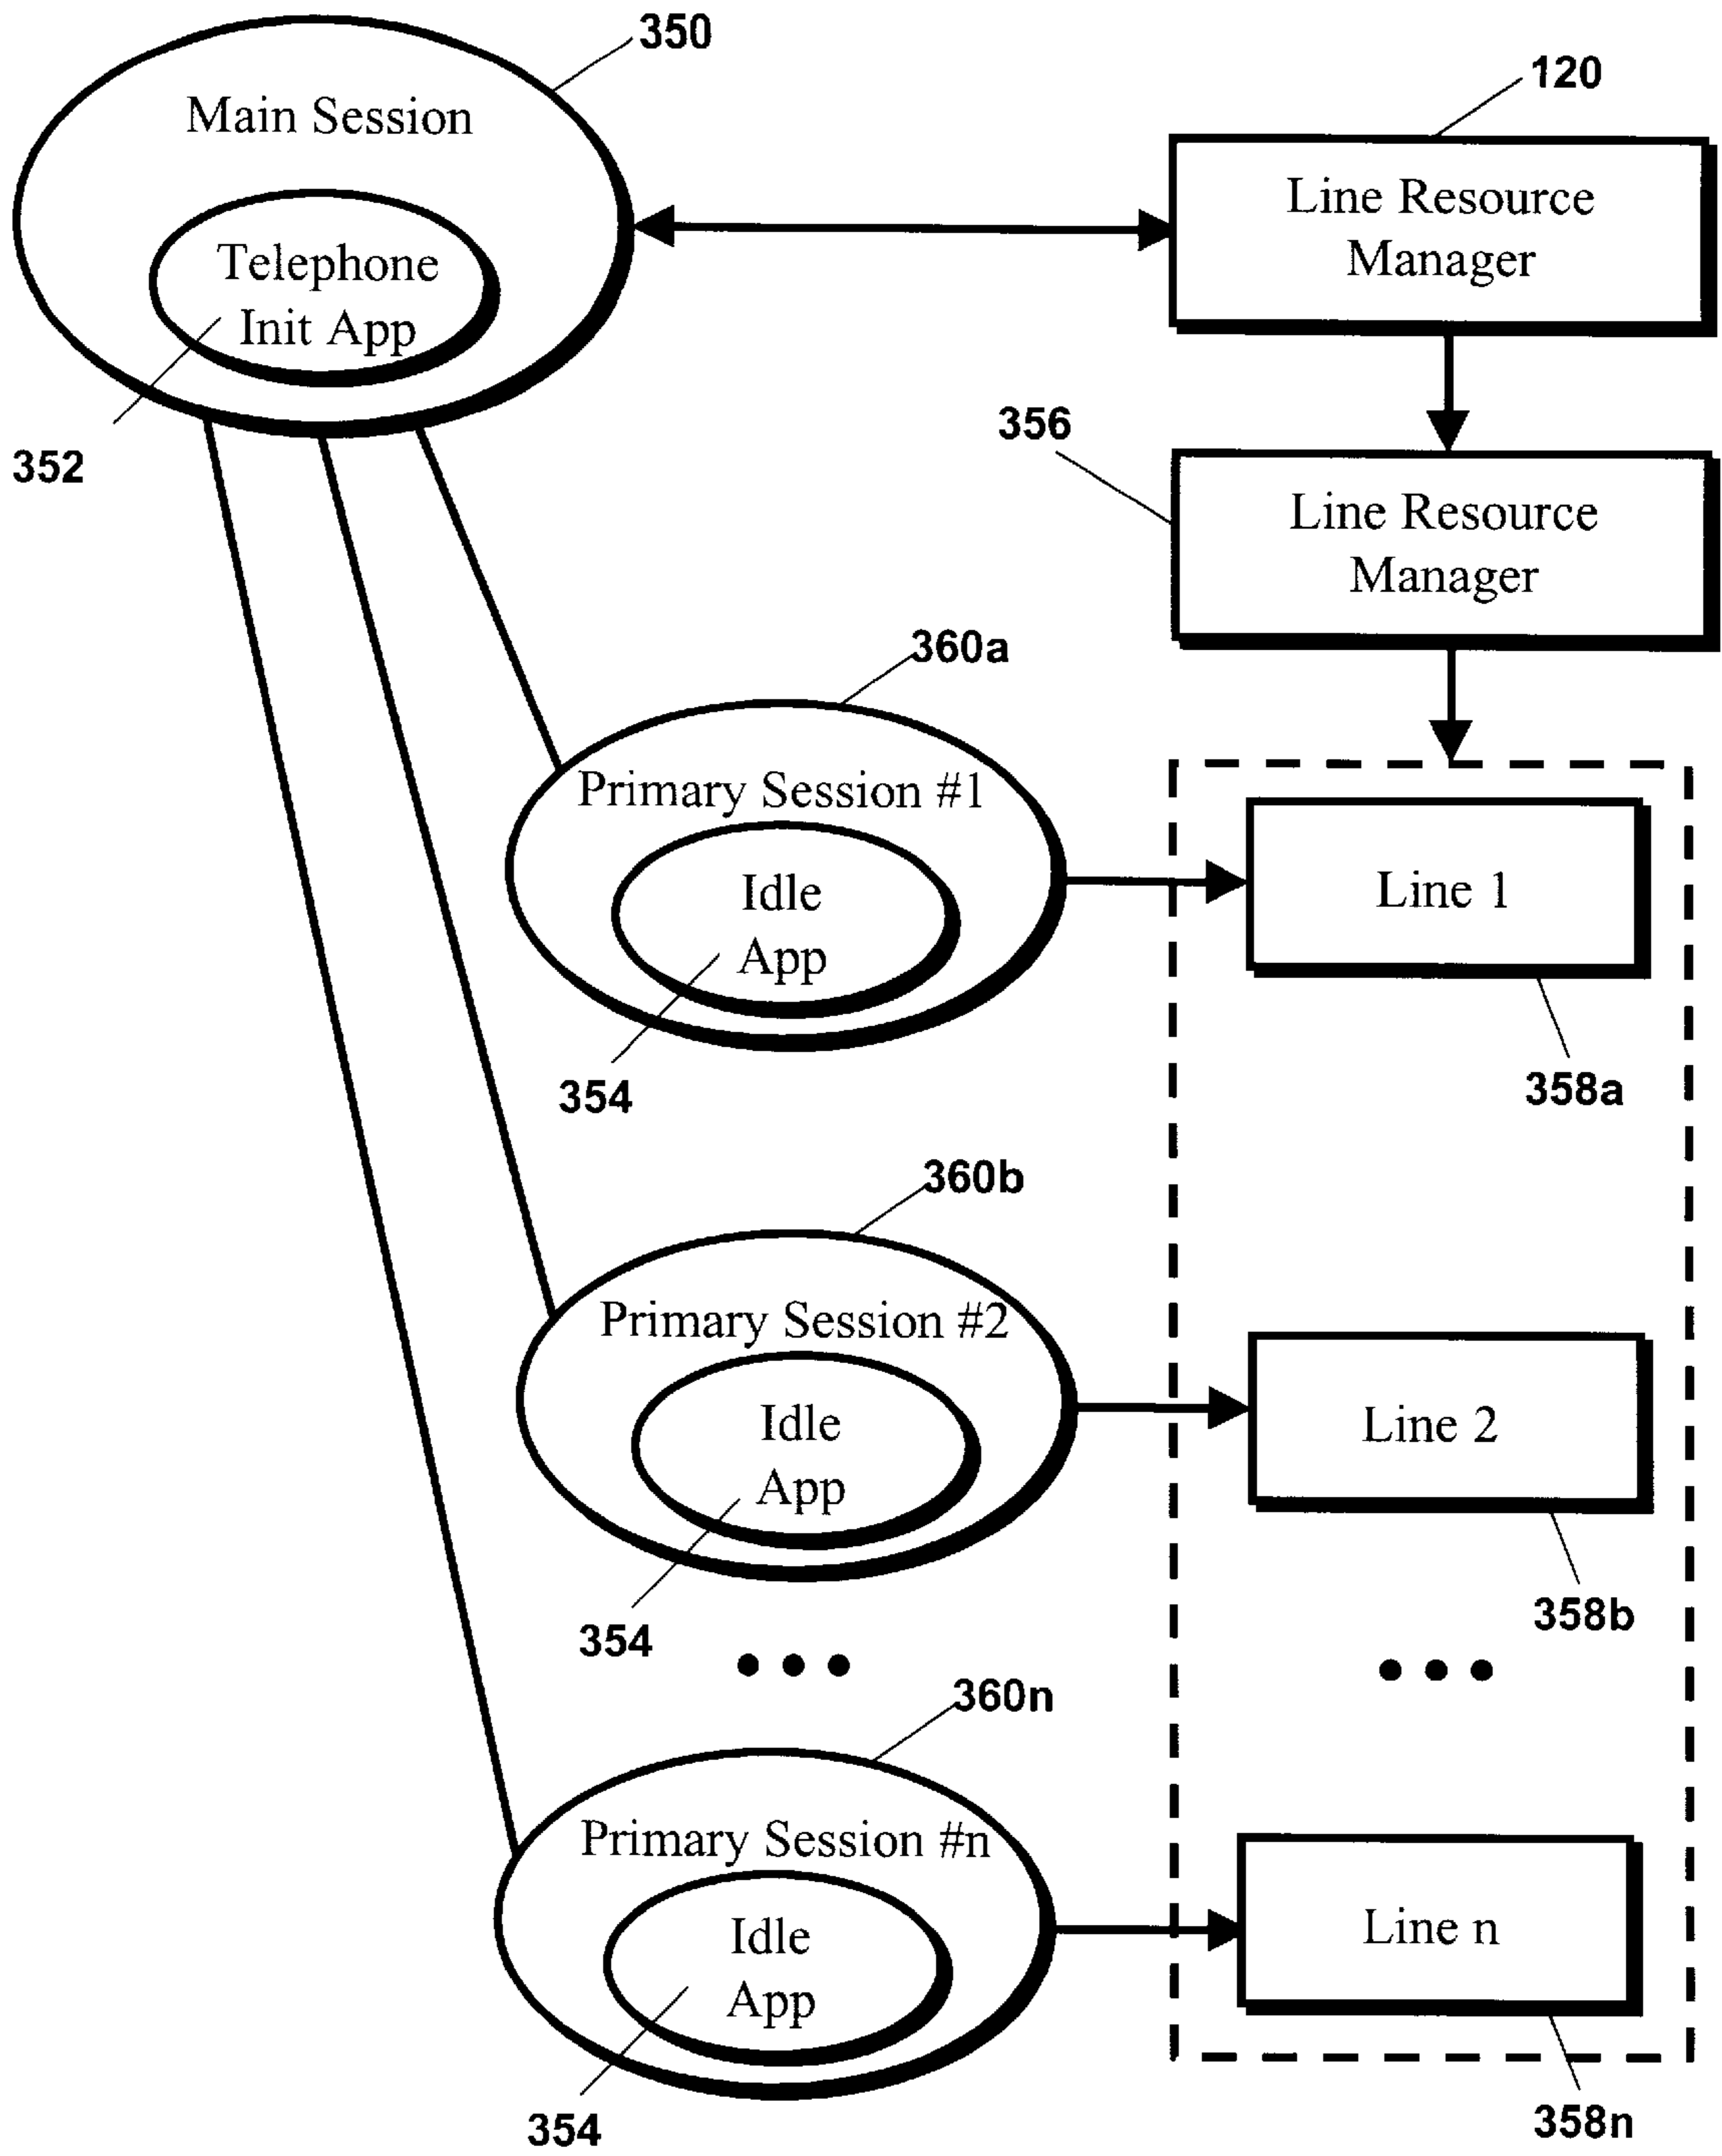 350
Main Session
120
Line Resource
Manager
Telephone
Init App
352
356
Line Resource
Manager
360a
Primary Session #1
Idle
App
354
Line 1
358a
360b
Primary Session #2
Idle
App
354
Line 2
358b
360n
Primary Session #n
Idle
App
354
Line n
358n